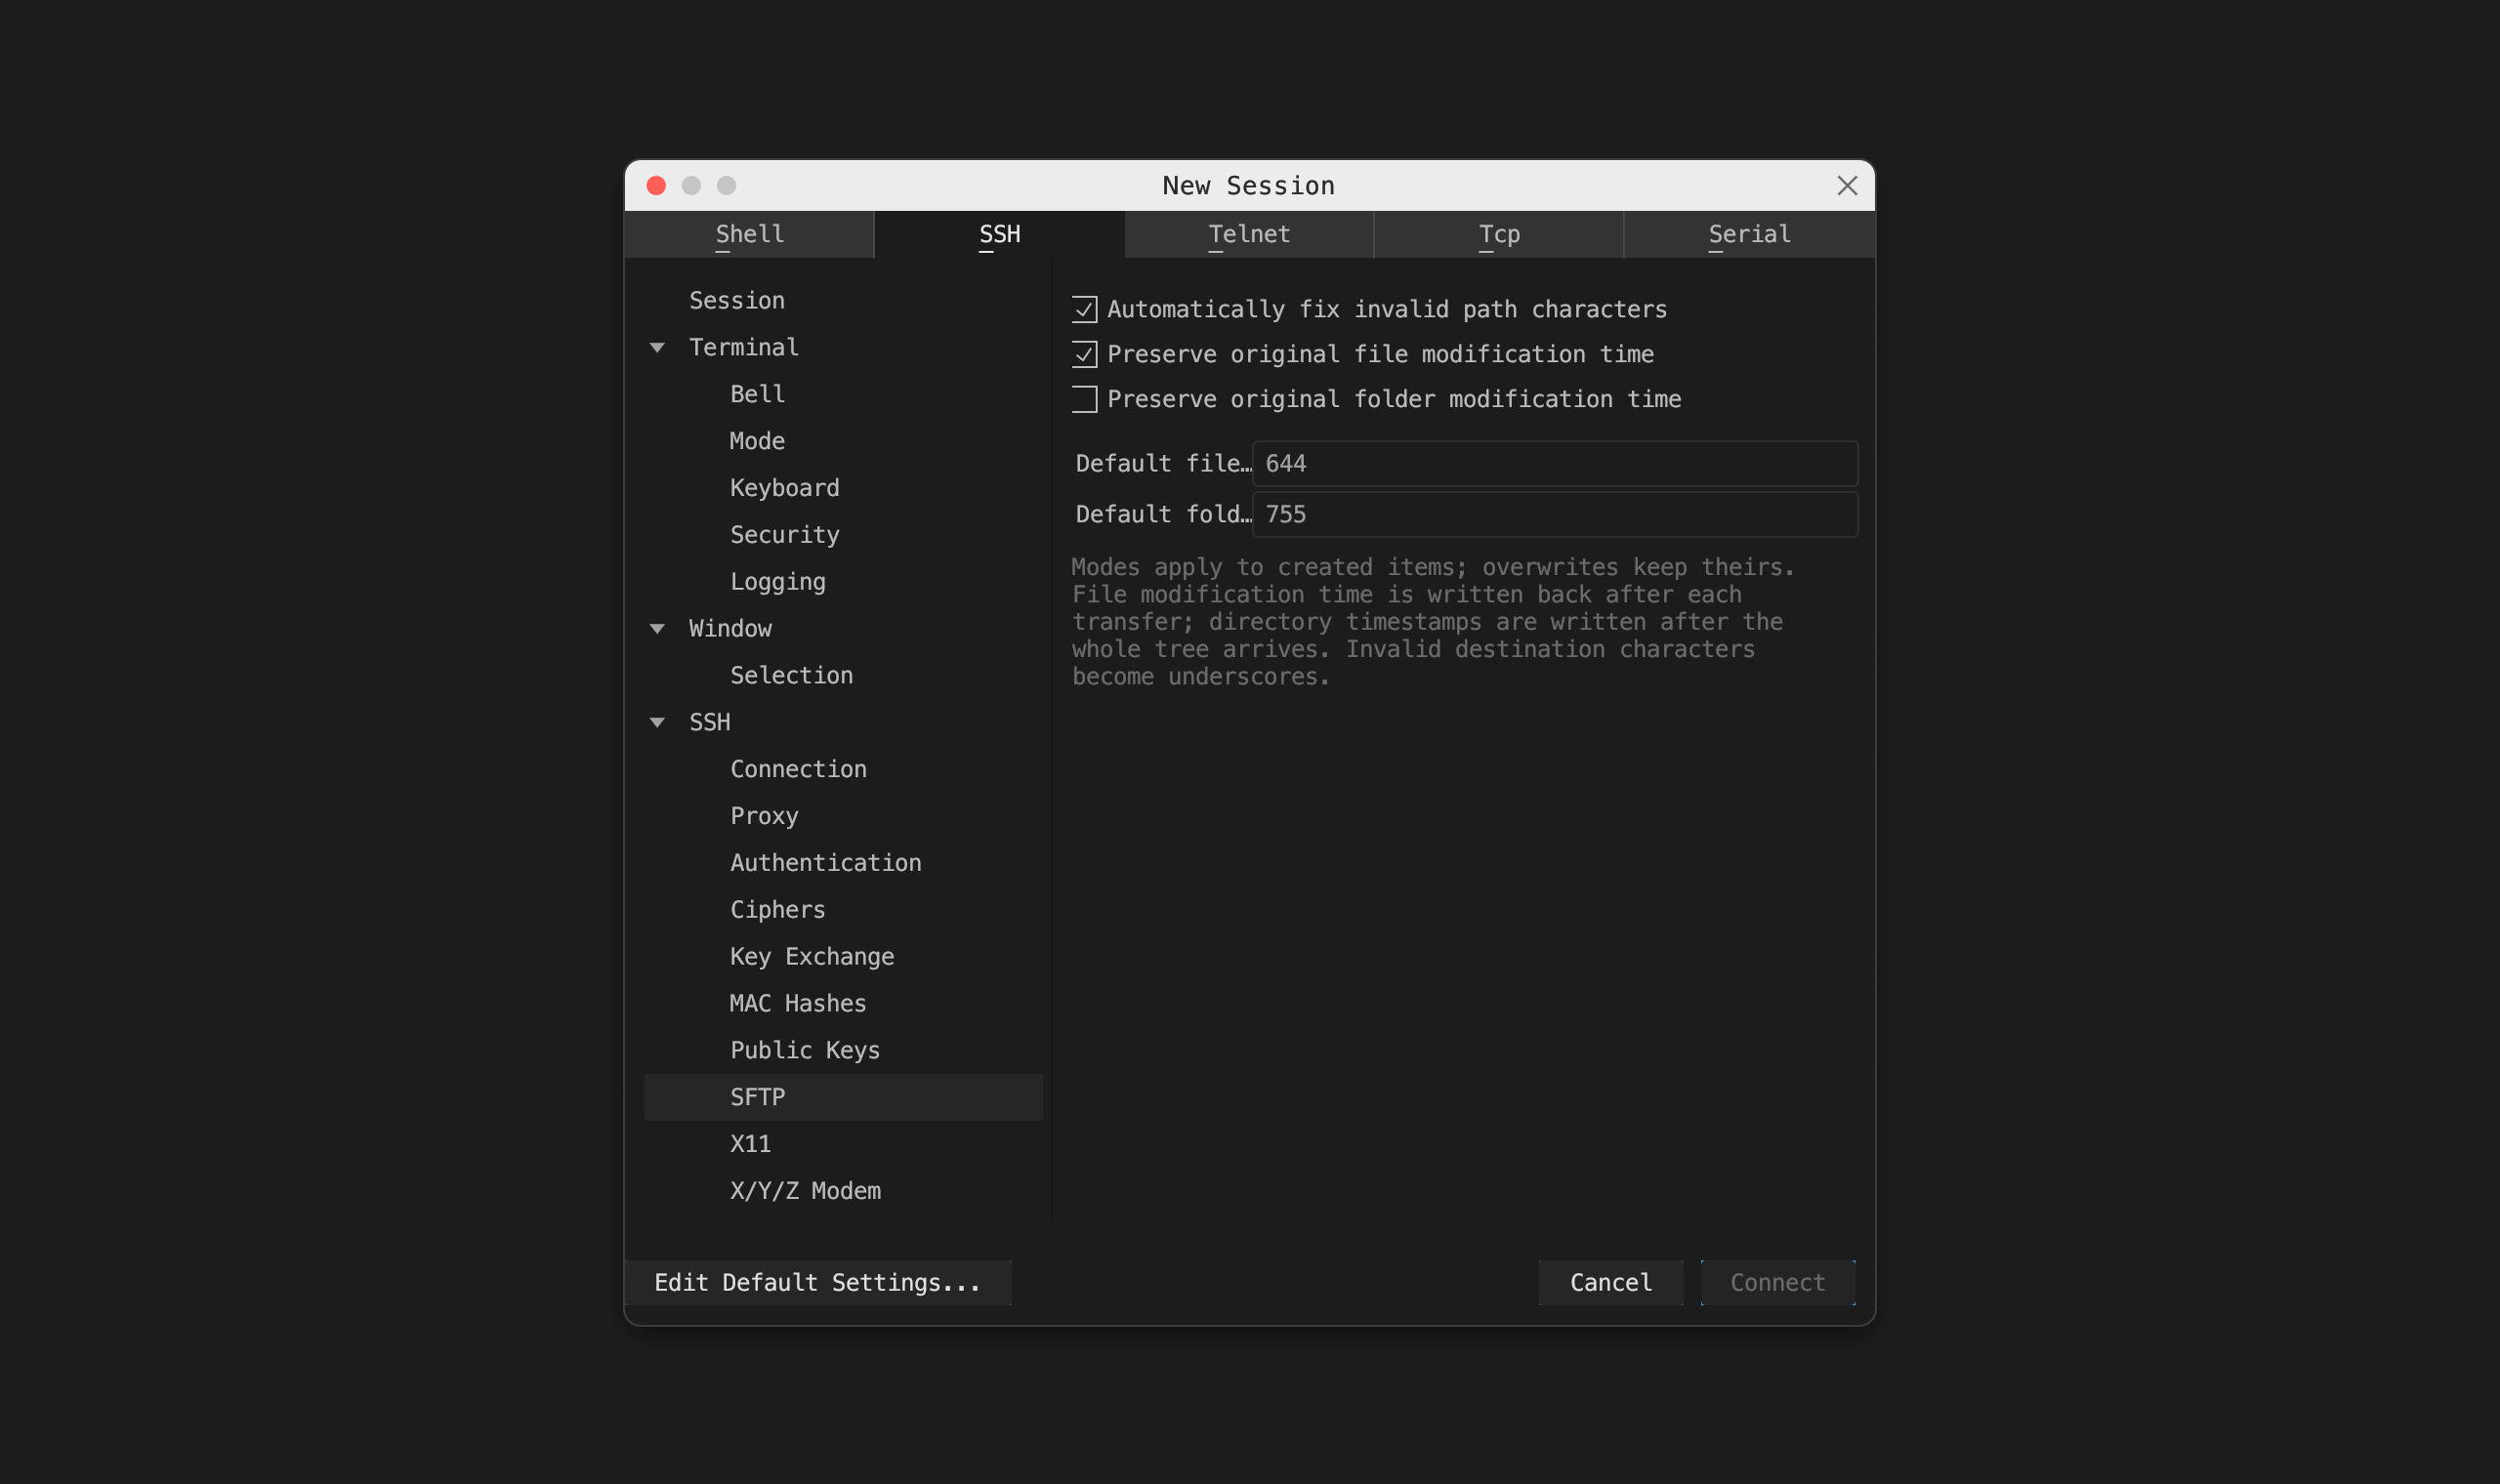 New Session
Shell
SSH
Telnet
Tcp
Serial
Session
Terminal
Bell
Mode
Keyboard
Security
Logging
Window
Selection
SSH
Connection
Proxy
Authentication
Ciphers
Key Exchange
MAC Hashes
Public Keys
SFTP
X11
X/Y/Z Modem
Automatically fix invalid path characters
Preserve original file modification time
Preserve original folder modification time
Default file… 644
Default fold… 755
Modes apply to created items; overwrites keep theirs.
File modification time is written back after each
transfer; directory timestamps are written after the
whole tree arrives. Invalid destination characters
become underscores.
Edit Default Settings...
Cancel
Connect